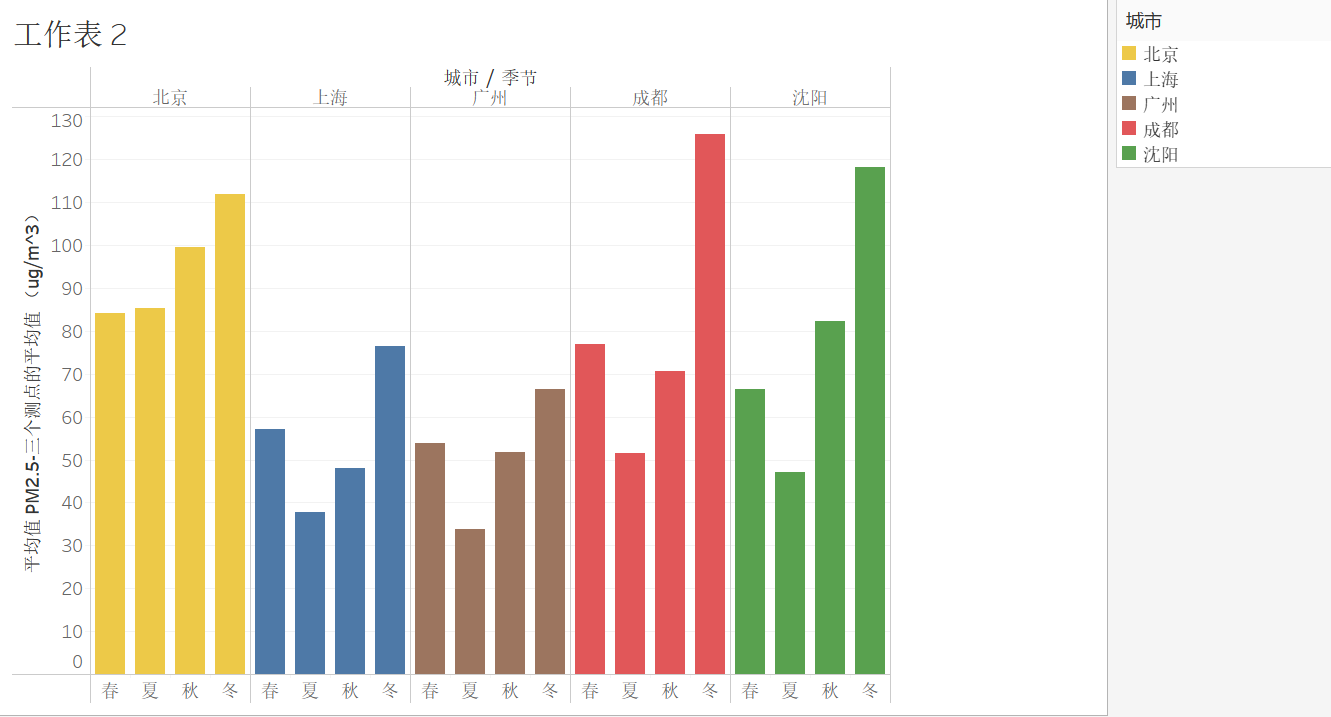 工作表 2
城市 / 季节
北京 上海 广州 成都 沈阳
130
120
110
100
90
80
70
60
50
40
30
20
10
0
平均值 PM2.5-三个测点的平均值（ug/m^3）
春 夏 秋 冬 春 夏 秋 冬 春 夏 秋 冬 春 夏 秋 冬 春 夏 秋 冬
城市
北京
上海
广州
成都
沈阳